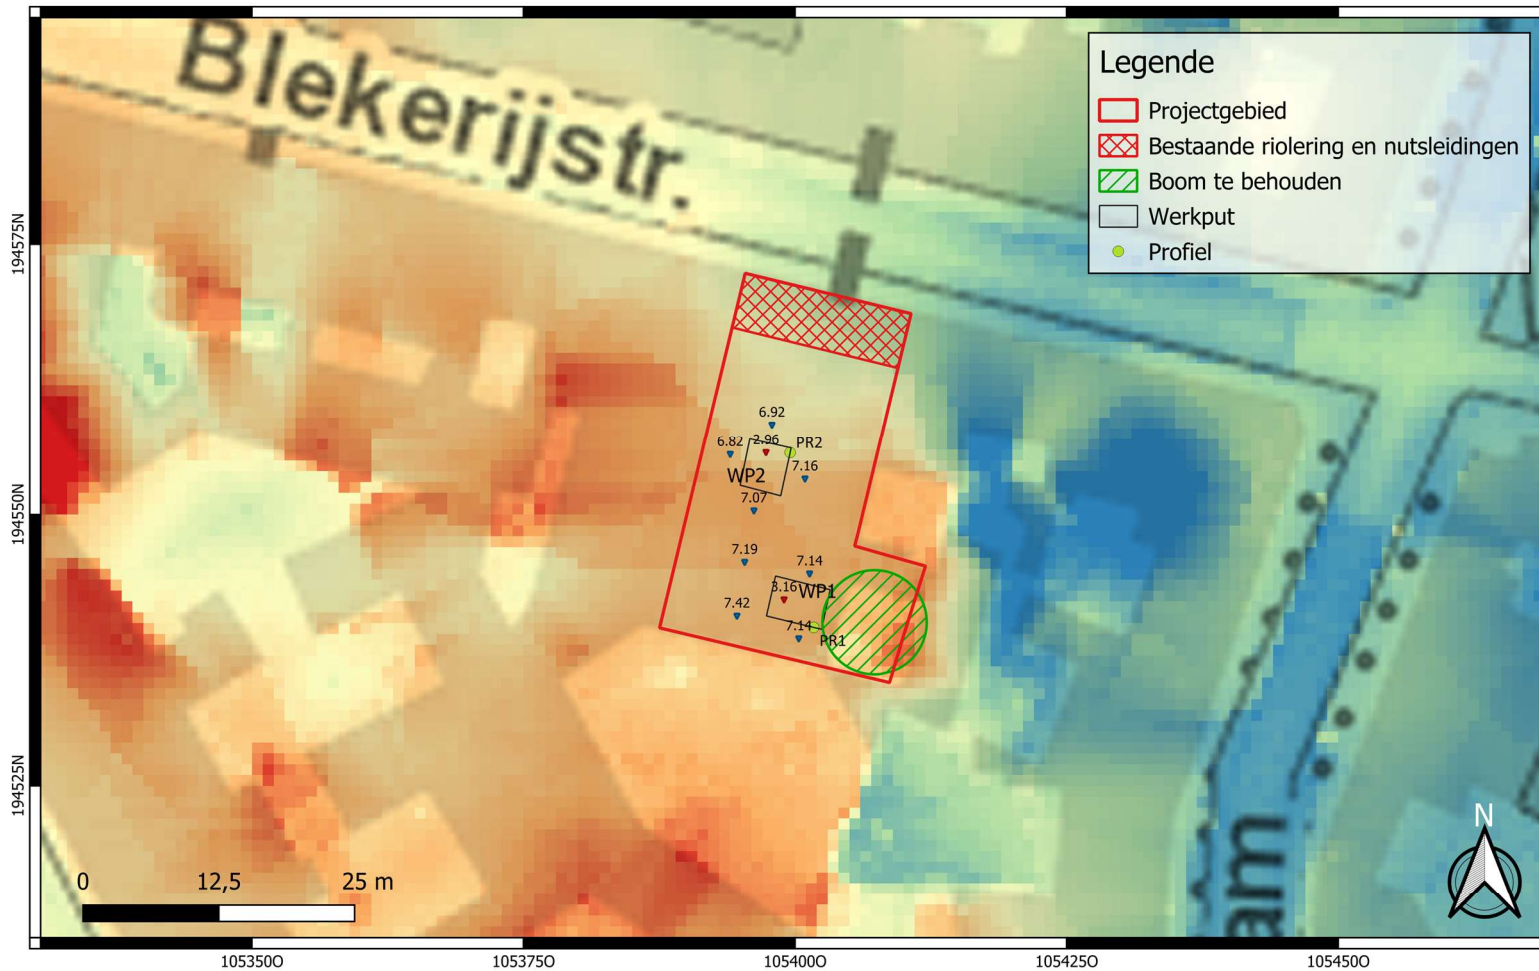 Blekerijstr.
Legende
Projectgebied
Bestaande riolering en nutsleidingen
Boom te behouden
Werkput
Profiel
194575N
194550N
194525N
6.92
6.82
2.96
PR2
WP2
7.16
7.07
7.19
7.14
3.16
WP1
7.42
7.14
PR1
am
N
0
12,5
25 m
105350O
105375O
105400O
105425O
105450O